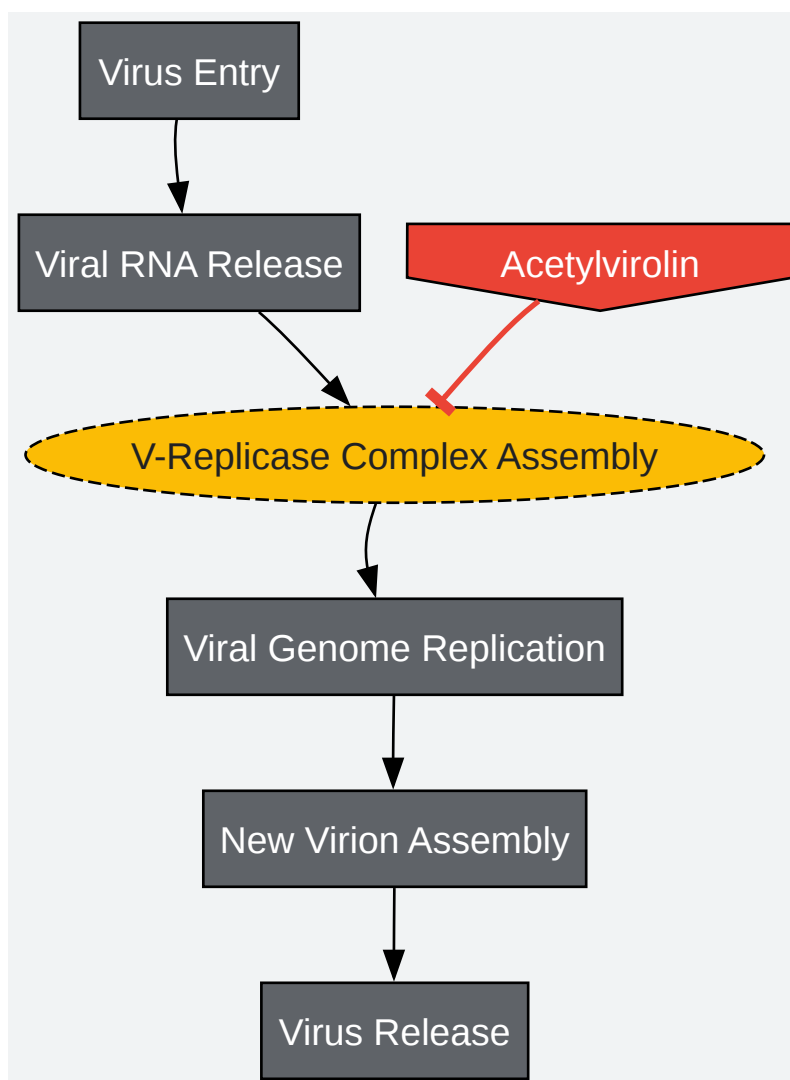 Virus Entry
Viral RNA Release
Acetylvirolin
V-Replicase Complex Assembly
Viral Genome Replication
New Virion Assembly
Virus Release